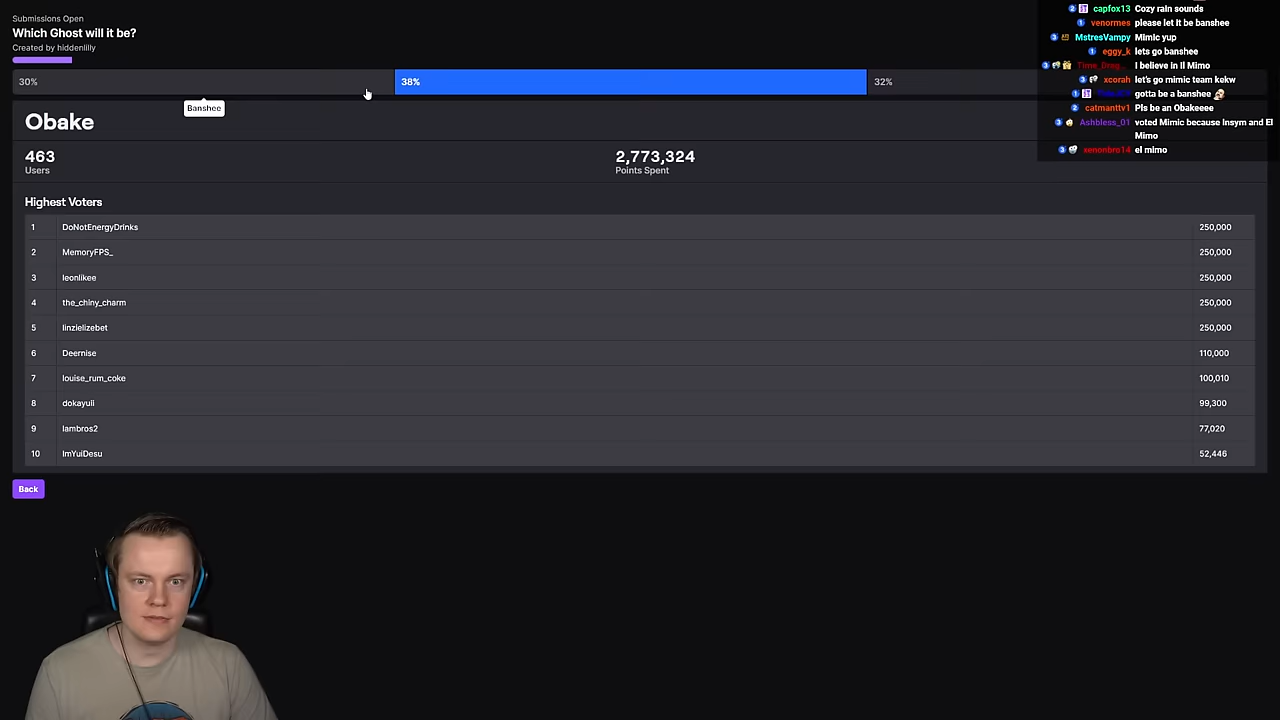 Submissions Open
Which Ghost will it be?
Created by hiddenlilly
30%
38%
32%
Banshee
Obake
463
Users
2,773,324
Points Spent
Highest Voters
1 DoNotEnergyDrinks 250,000
2 MemoryFPS_ 250,000
3 leonlikee 250,000
4 the_chiny_charm 250,000
5 linzielizebet 250,000
6 Deernise 110,000
7 louise_rum_coke 100,010
8 dokayuli 99,300
9 lambros2 77,020
10 ImYuiDesu 52,446
Back
capfox13 Cozy rain sounds
venormes please let it be banshee
MstresVampy Mimic yup
eggy_k lets go banshee
I believe in Il Mimo
xcorah let's go mimic team kekw
gotta be a banshee
catmanttv1 Pls be an Obakeeee
Ashbless_01 voted Mimic because Insym and El
Mimo
xenonbro14 el mimo